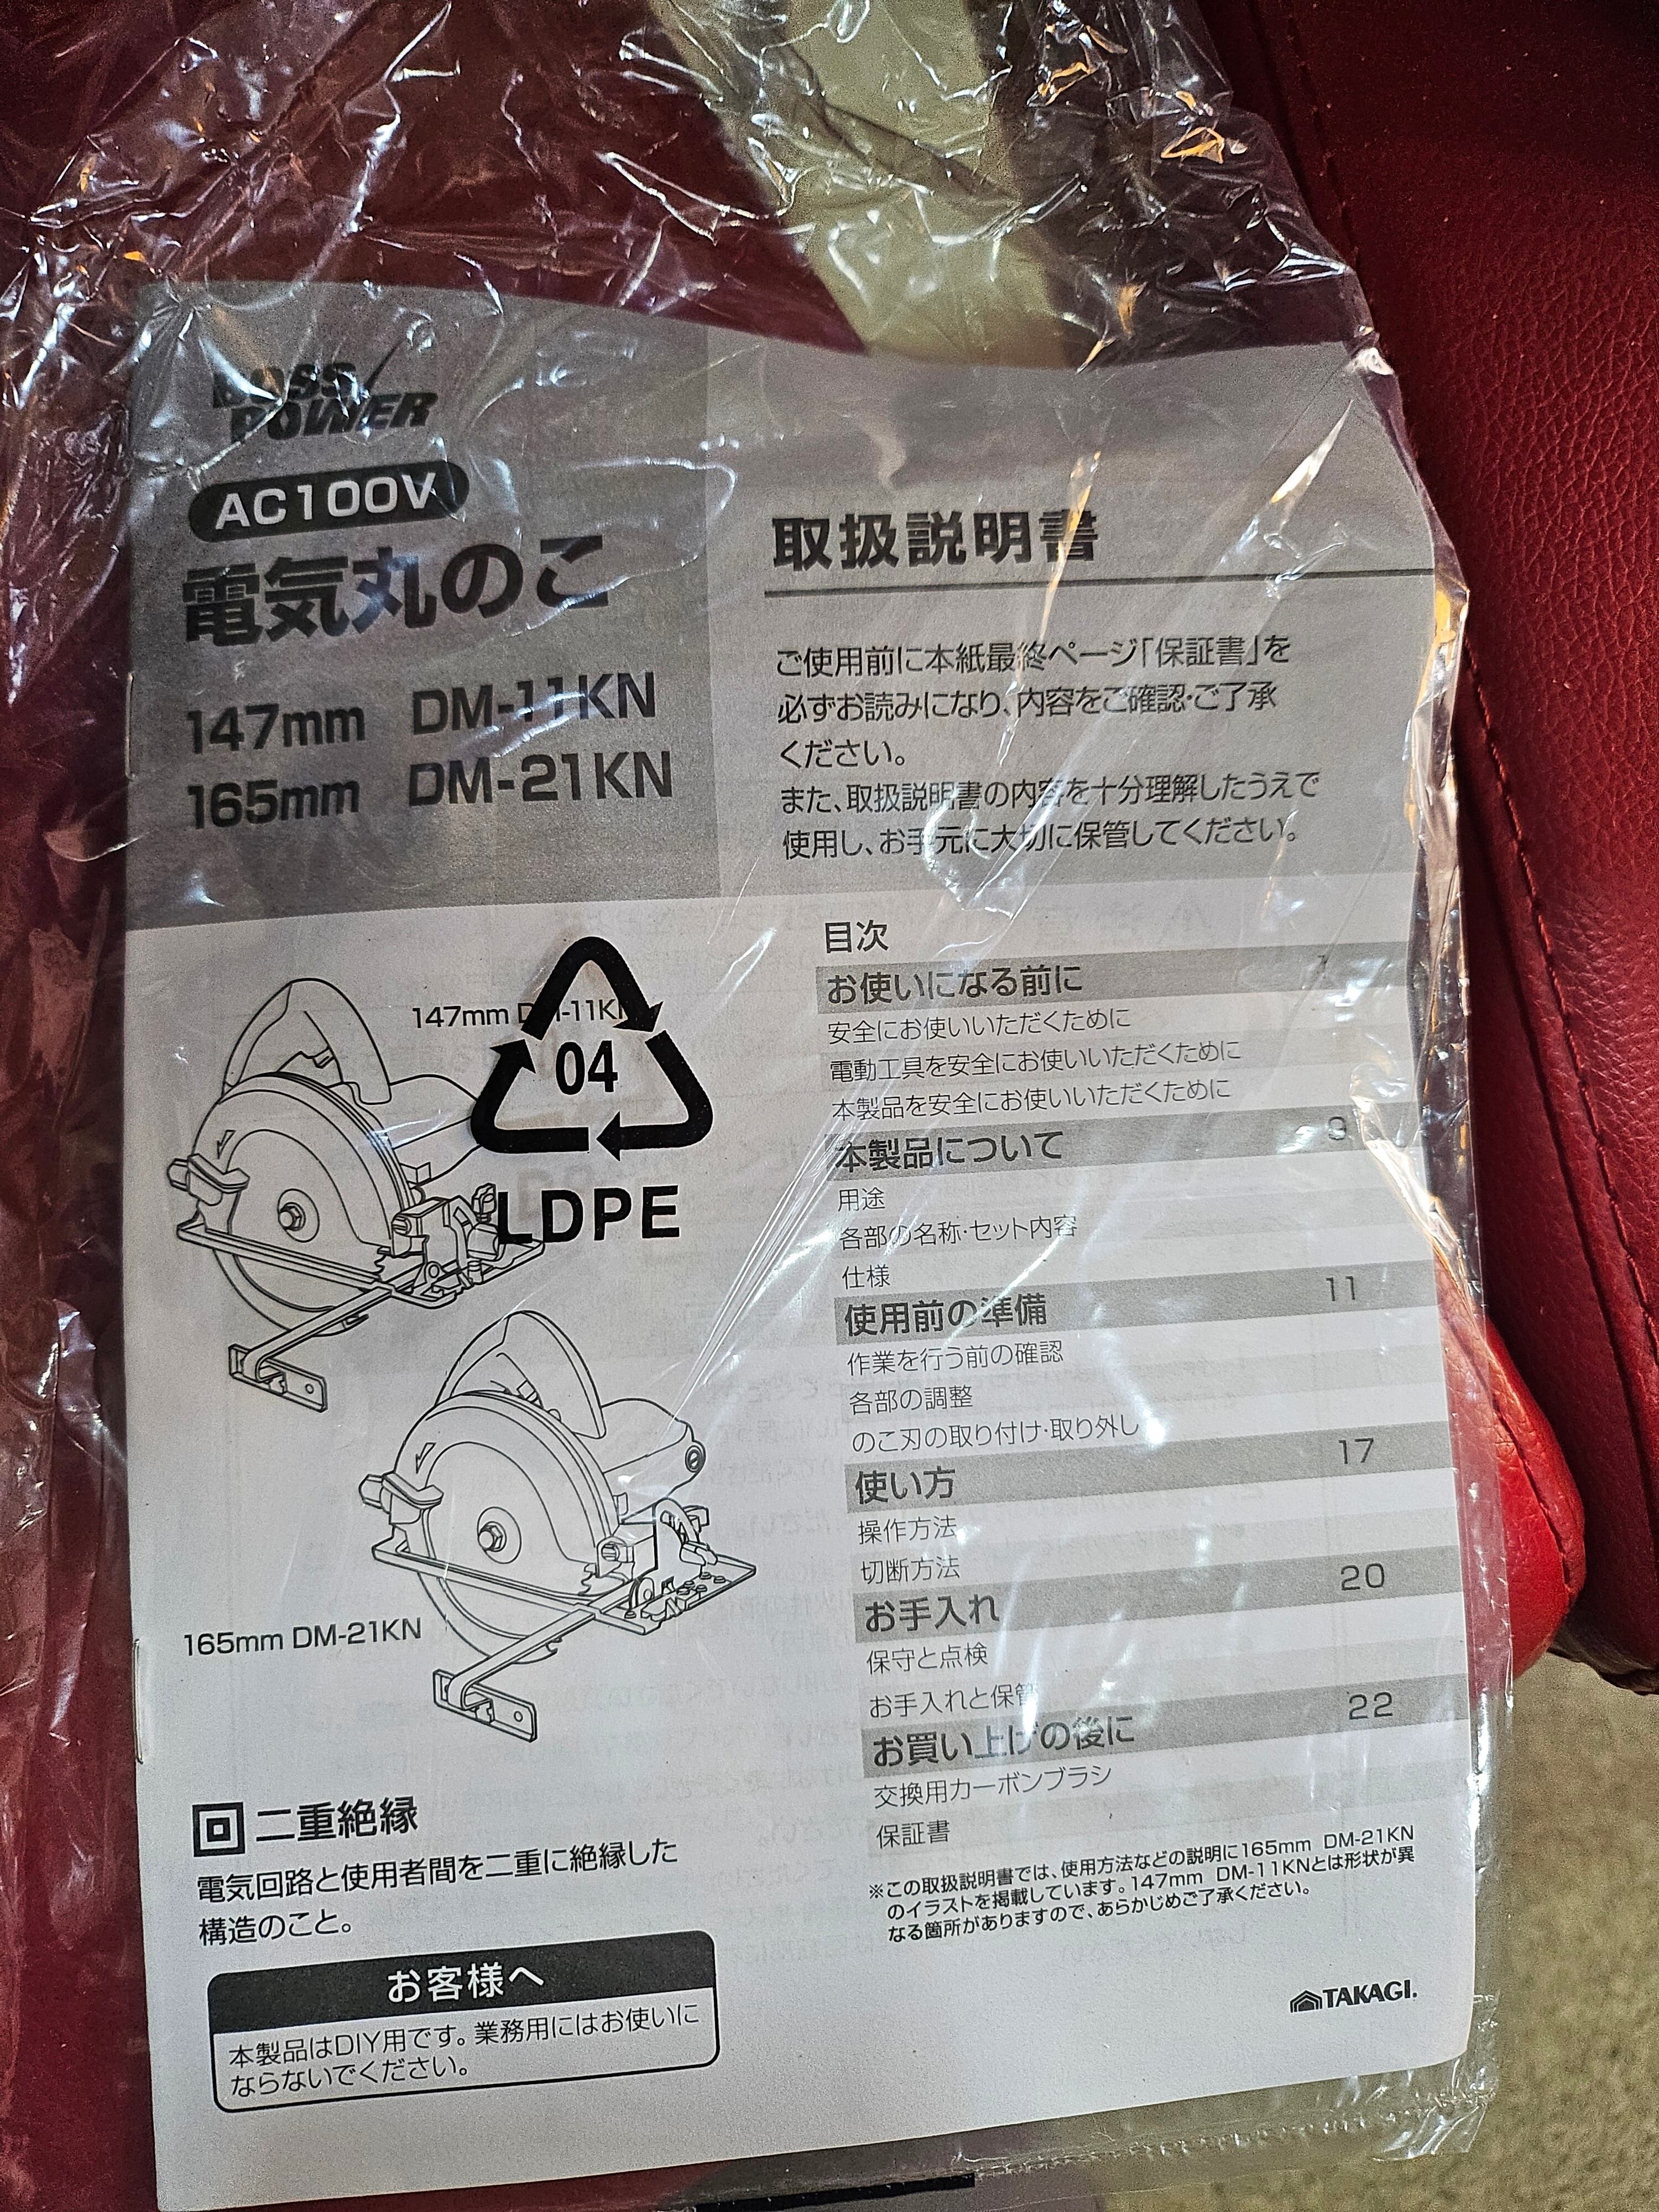 BOSS
POWER
AC100V
電気丸のこ
147mm DM-11KN
165mm DM-21KN
取扱説明書
ご使用前に本紙最終ページ「保証書」を
必ずお読みになり、内容をご確認・ご了承
ください。
また、取扱説明書の内容を十分理解したうえで
使用し、お手元に大切に保管してください。
147mm DM-11KN
04
LDPE
165mm DM-21KN
回 二重絶縁
電気回路と使用者間を二重に絶縁した
構造のこと。
お客様へ
本製品はDIY用です。業務用にはお使いに
ならないでください。
目次
お使いになる前に 1
安全にお使いいただくために
電動工具を安全にお使いいただくために
本製品を安全にお使いいただくために
本製品について 9
用途
各部の名称・セット内容
仕様
使用前の準備 11
作業を行う前の確認
各部の調整
のこ刃の取り付け・取り外し
使い方 17
操作方法
切断方法
お手入れ 20
保守と点検
お手入れと保管
お買い上げの後に 22
交換用カーボンブラシ
保証書
※この取扱説明書では、使用方法などの説明に165mm DM-21KN
のイラストを掲載しています。147mm DM-11KNとは形状が異
なる箇所がありますので、あらかじめご了承ください。
TAKAGI.